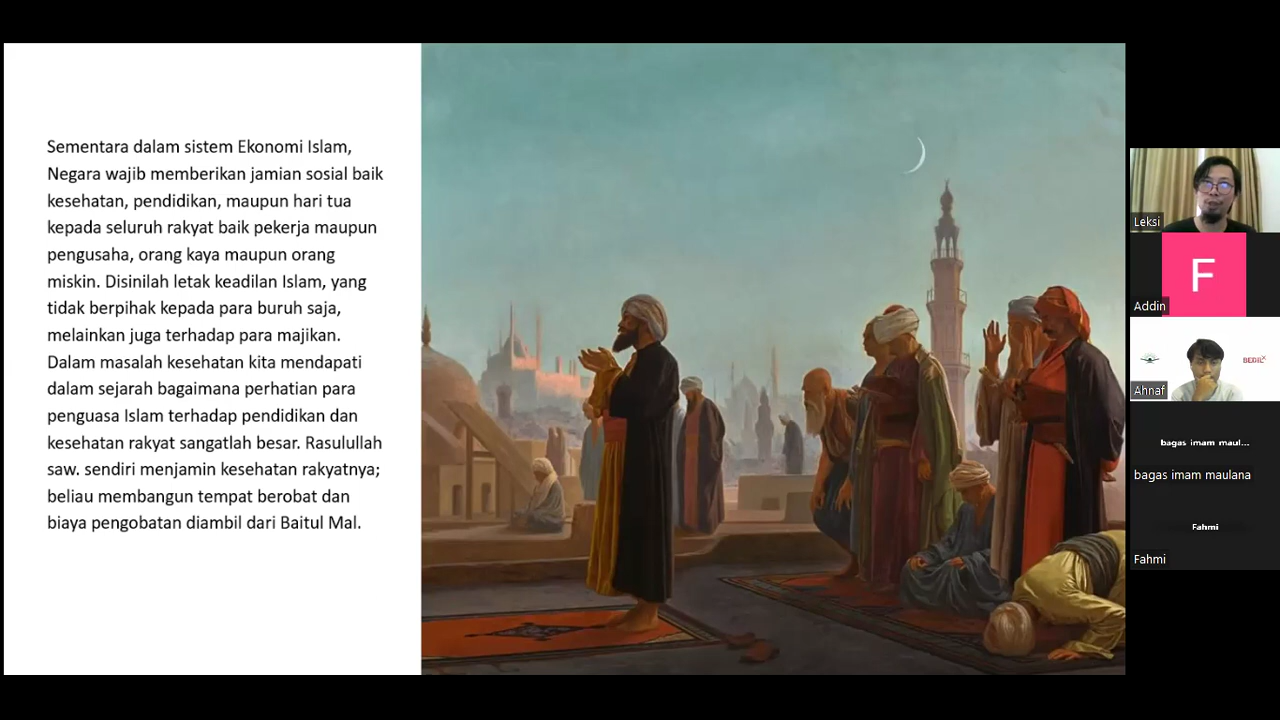 Sementara dalam sistem Ekonomi Islam,
Negara wajib memberikan jamian sosial baik
kesehatan, pendidikan, maupun hari tua
kepada seluruh rakyat baik pekerja maupun
pengusaha, orang kaya maupun orang
miskin. Disinilah letak keadilan Islam, yang
tidak berpihak kepada para buruh saja,
melainkan juga terhadap para majikan.
Dalam masalah kesehatan kita mendapati
dalam sejarah bagaimana perhatian para
penguasa Islam terhadap pendidikan dan
kesehatan rakyat sangatlah besar. Rasulullah
saw. sendiri menjamin kesehatan rakyatnya;
beliau membangun tempat berobat dan
biaya pengobatan diambil dari Baitul Mal.
Leksi
F
Addin
Ahnaf
bagas imam maul...
bagas imam maulana
Fahmi
Fahmi